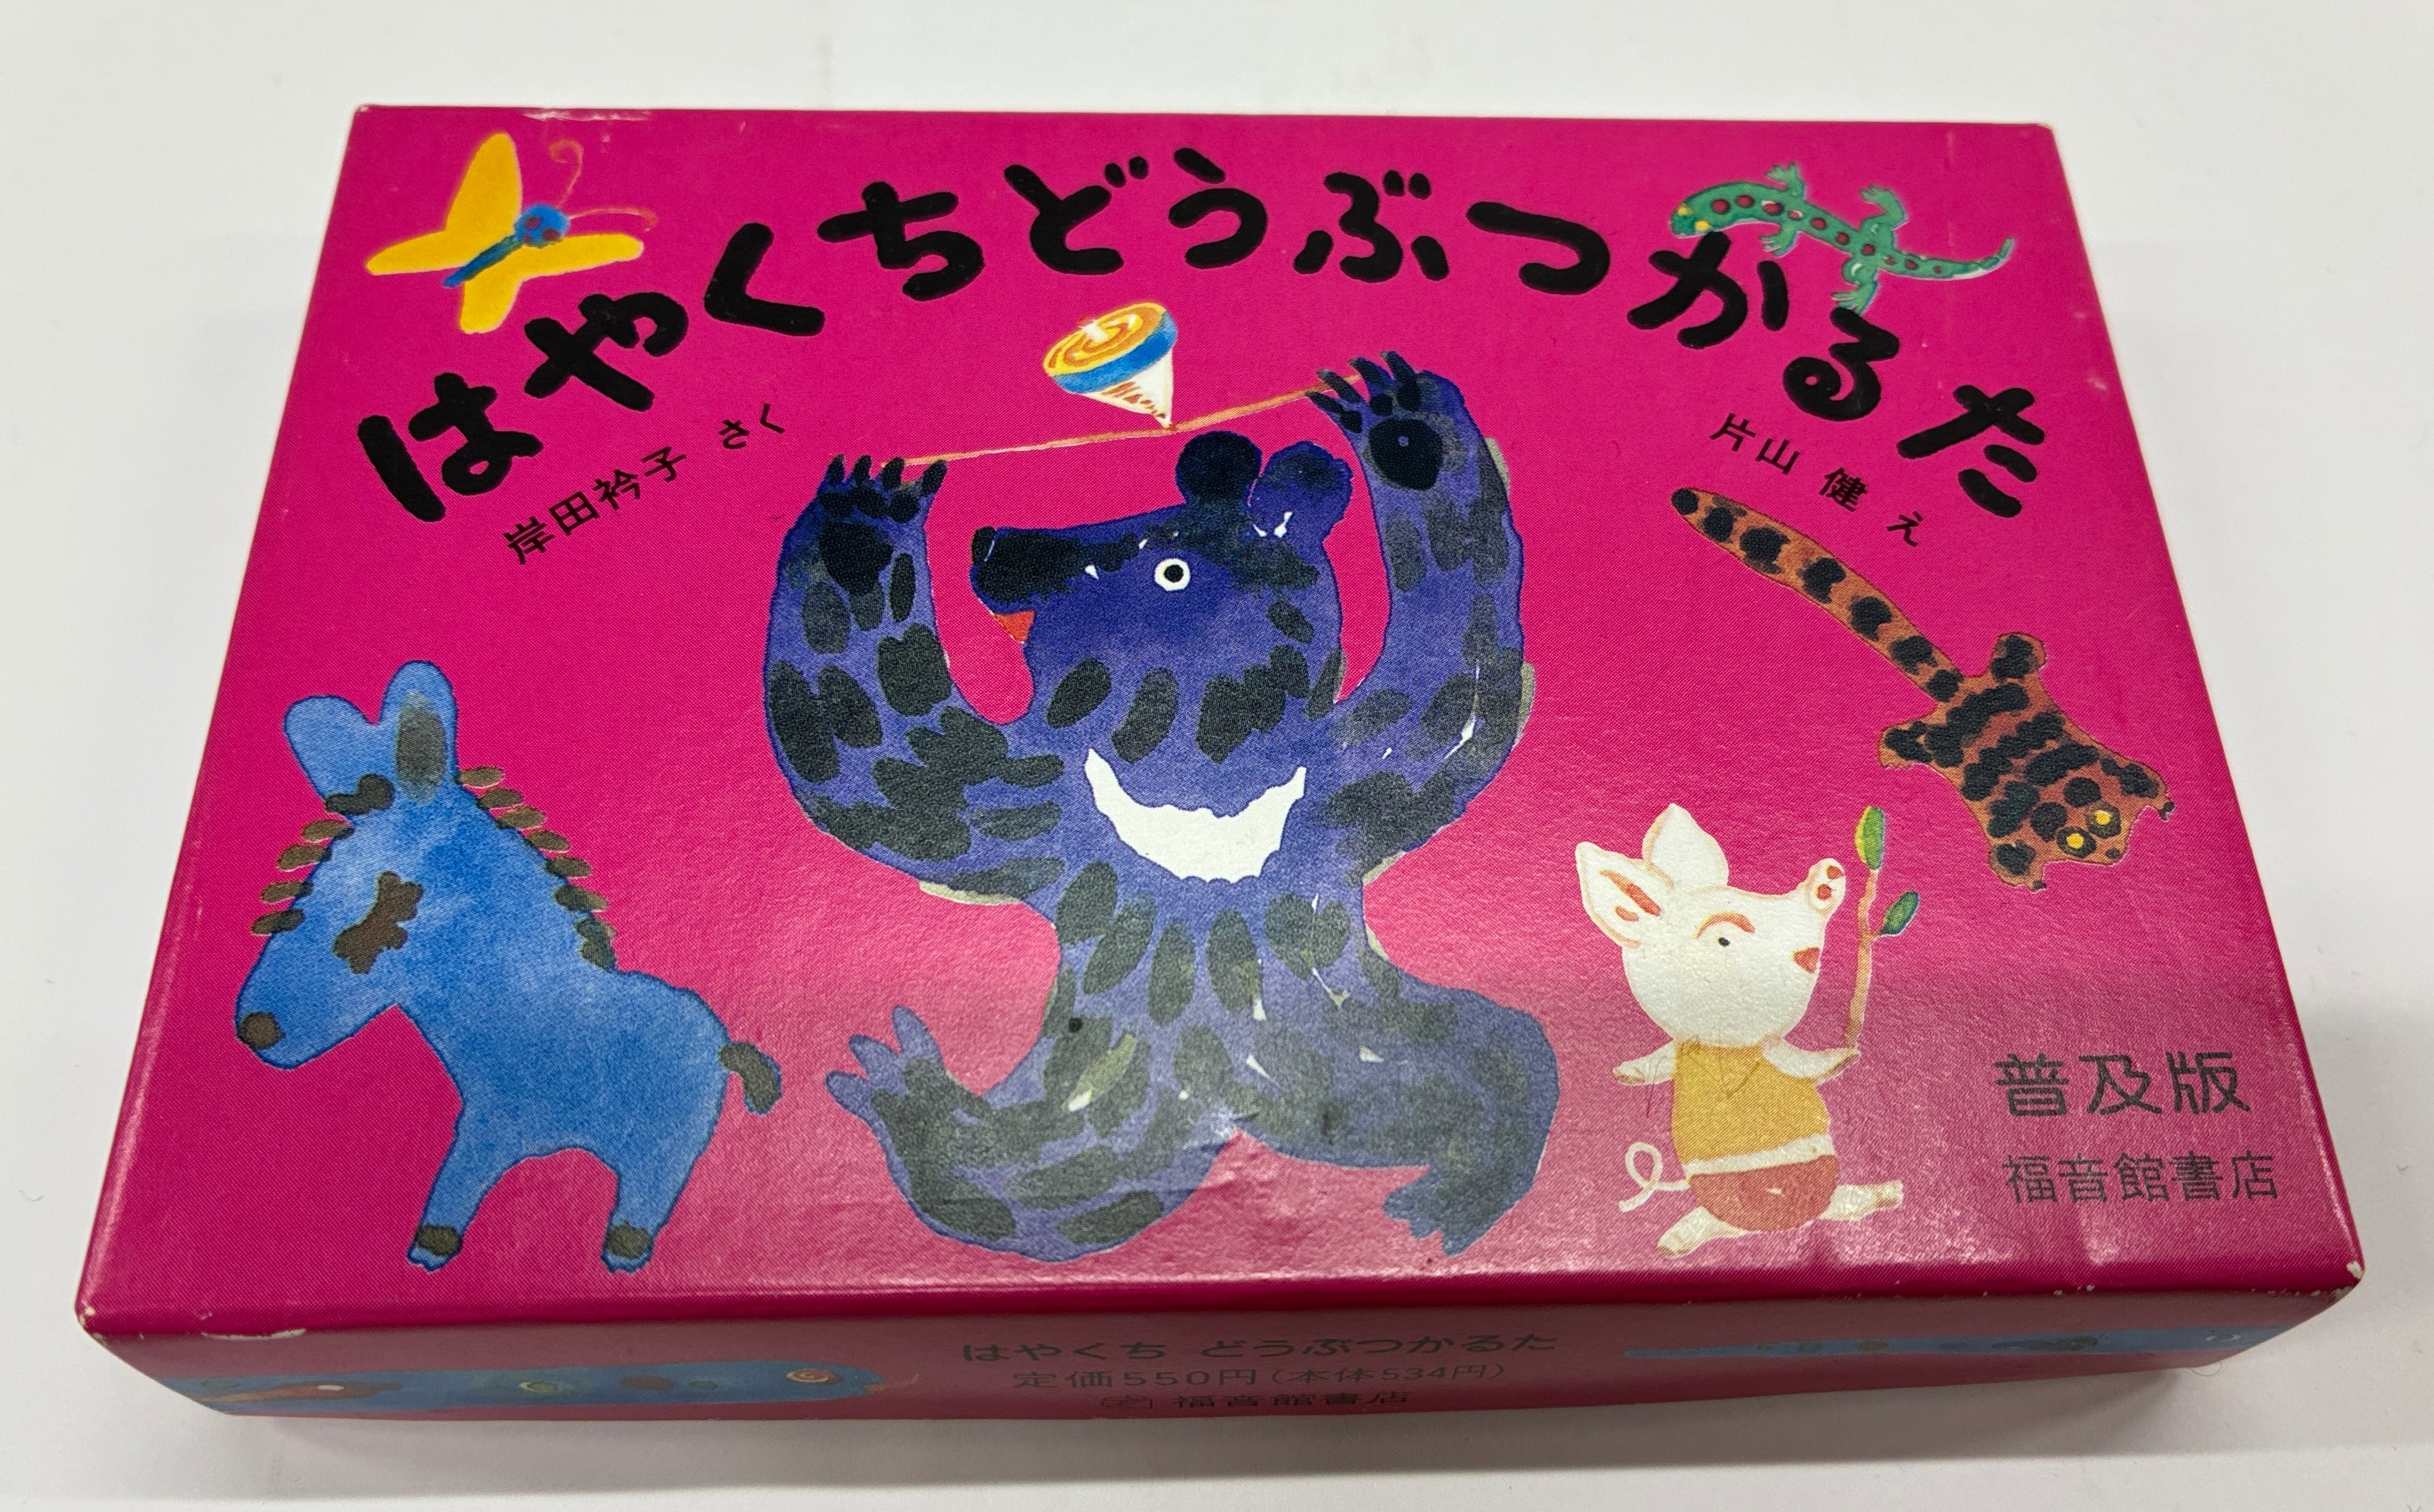 はやくちどうぶつかるた
岸田衿子 さく
片山 健 え
普及版
福音館書店
はやくち どうぶつかるた
定価550円(本体534円)
福音館書店